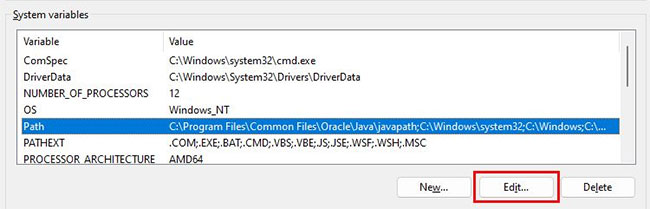 System variables
Variable Value
ComSpec C:\Windows\system32\cmd.exe
DriverData C:\Windows\System32\Drivers\DriverData
NUMBER_OF_PROCESSORS 12
OS Windows_NT
Path C:\Program Files\Common Files\Oracle\Java\javapath;C:\Windows\system32;C:\Windows;C:\...
PATHEXT .COM;.EXE;.BAT;.CMD;.VBS;.VBE;.JS;.JSE;.WSF;.WSH;.MSC
PROCESSOR_ARCHITECTURE AMD64
New... Edit... Delete